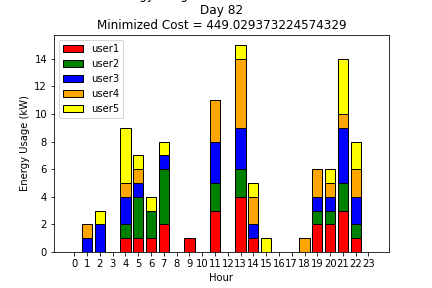 Day 82
Minimized Cost = 449.029373224574329
user1
user2
user3
user4
user5
Energy Usage (kW)
14
12
10
8
6
4
2
0
0 1 2 3 4 5 6 7 8 9 10 11 12 13 14 15 16 17 18 19 20 21 22 23
Hour